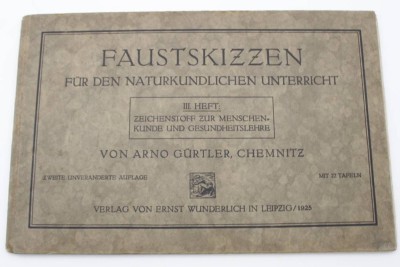 FAUSTSKIZZEN
FÜR DEN NATURKUNDLICHEN UNTERRICHT
III. HEFT:
ZEICHENSTOFF ZUR MENSCHEN-
KUNDE UND GESUNDHEITSLEHRE
VON ARNO GÜRTLER, CHEMNITZ
ZWEITE UNVERÄNDERTE AUFLAGE
MIT 27 TAFELN
VERLAG VON ERNST WUNDERLICH IN LEIPZIG / 1925